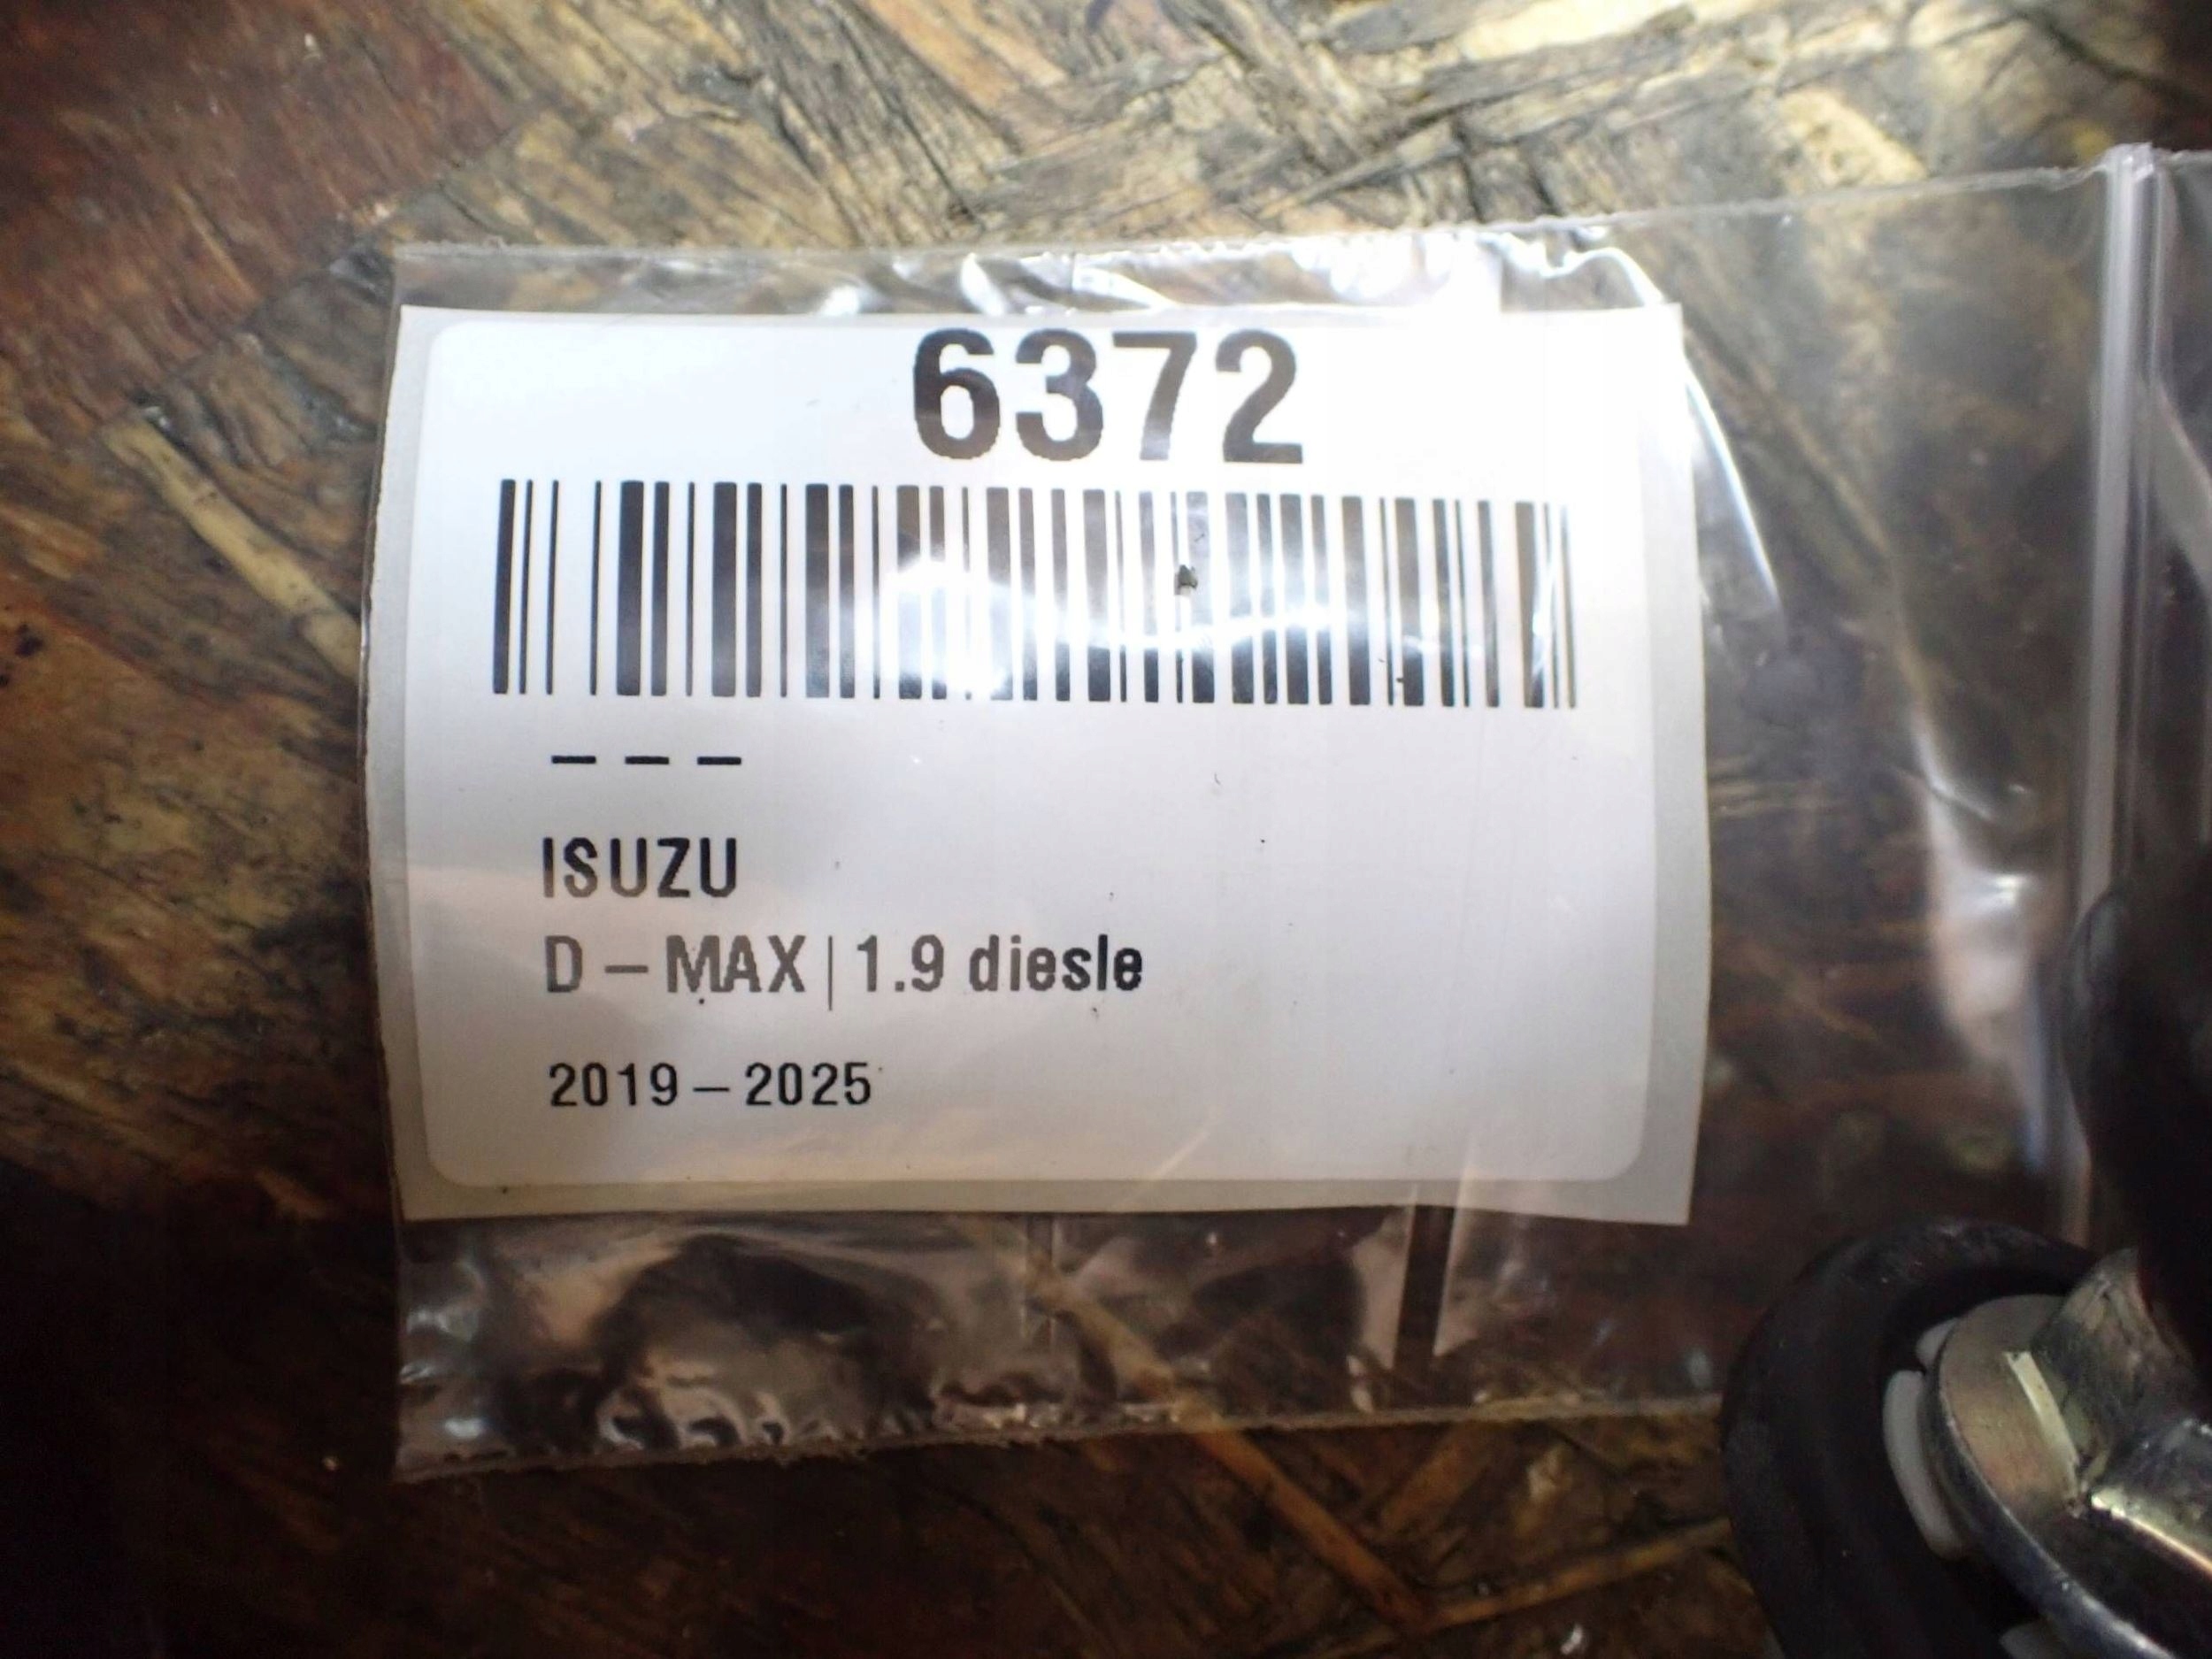 6372
– – –
ISUZU
D – MAX | 1.9 diesle
2019 – 2025